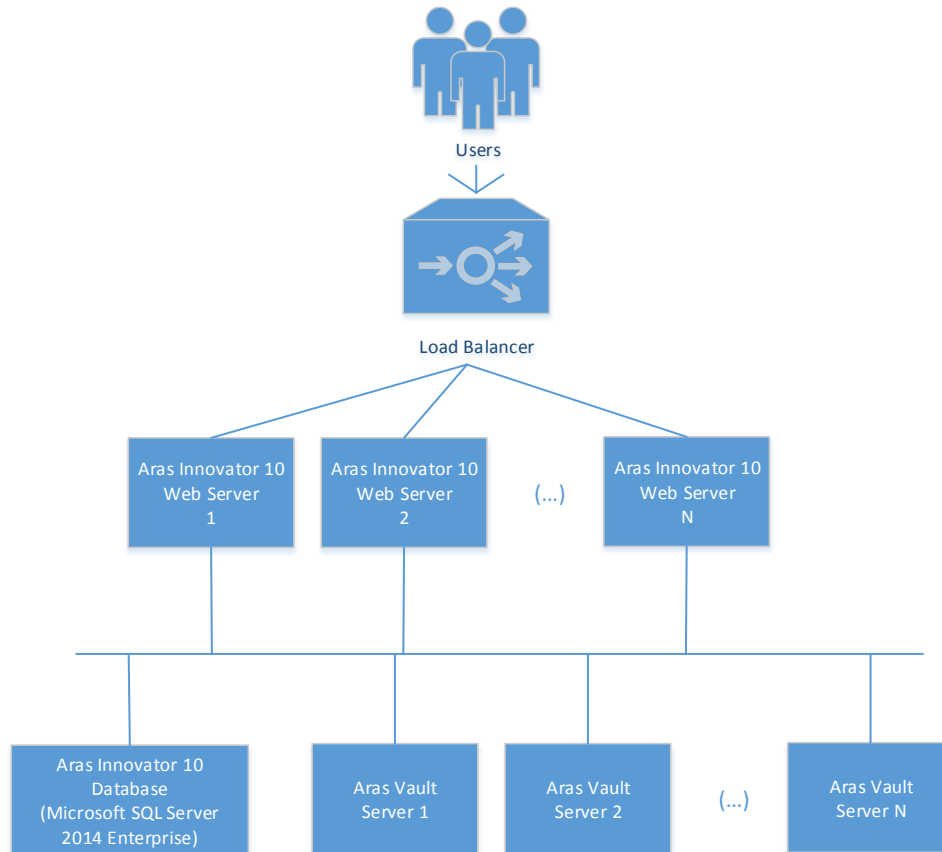 Users
Load Balancer
Aras Innovator 10
Web Server
1
Aras Innovator 10
Web Server
2
(...)
Aras Innovator 10
Web Server
N
Aras Innovator 10
Database
(Microsoft SQL Server
2014 Enterprise)
Aras Vault
Server 1
Aras Vault
Server 2
(...)
Aras Vault
Server N